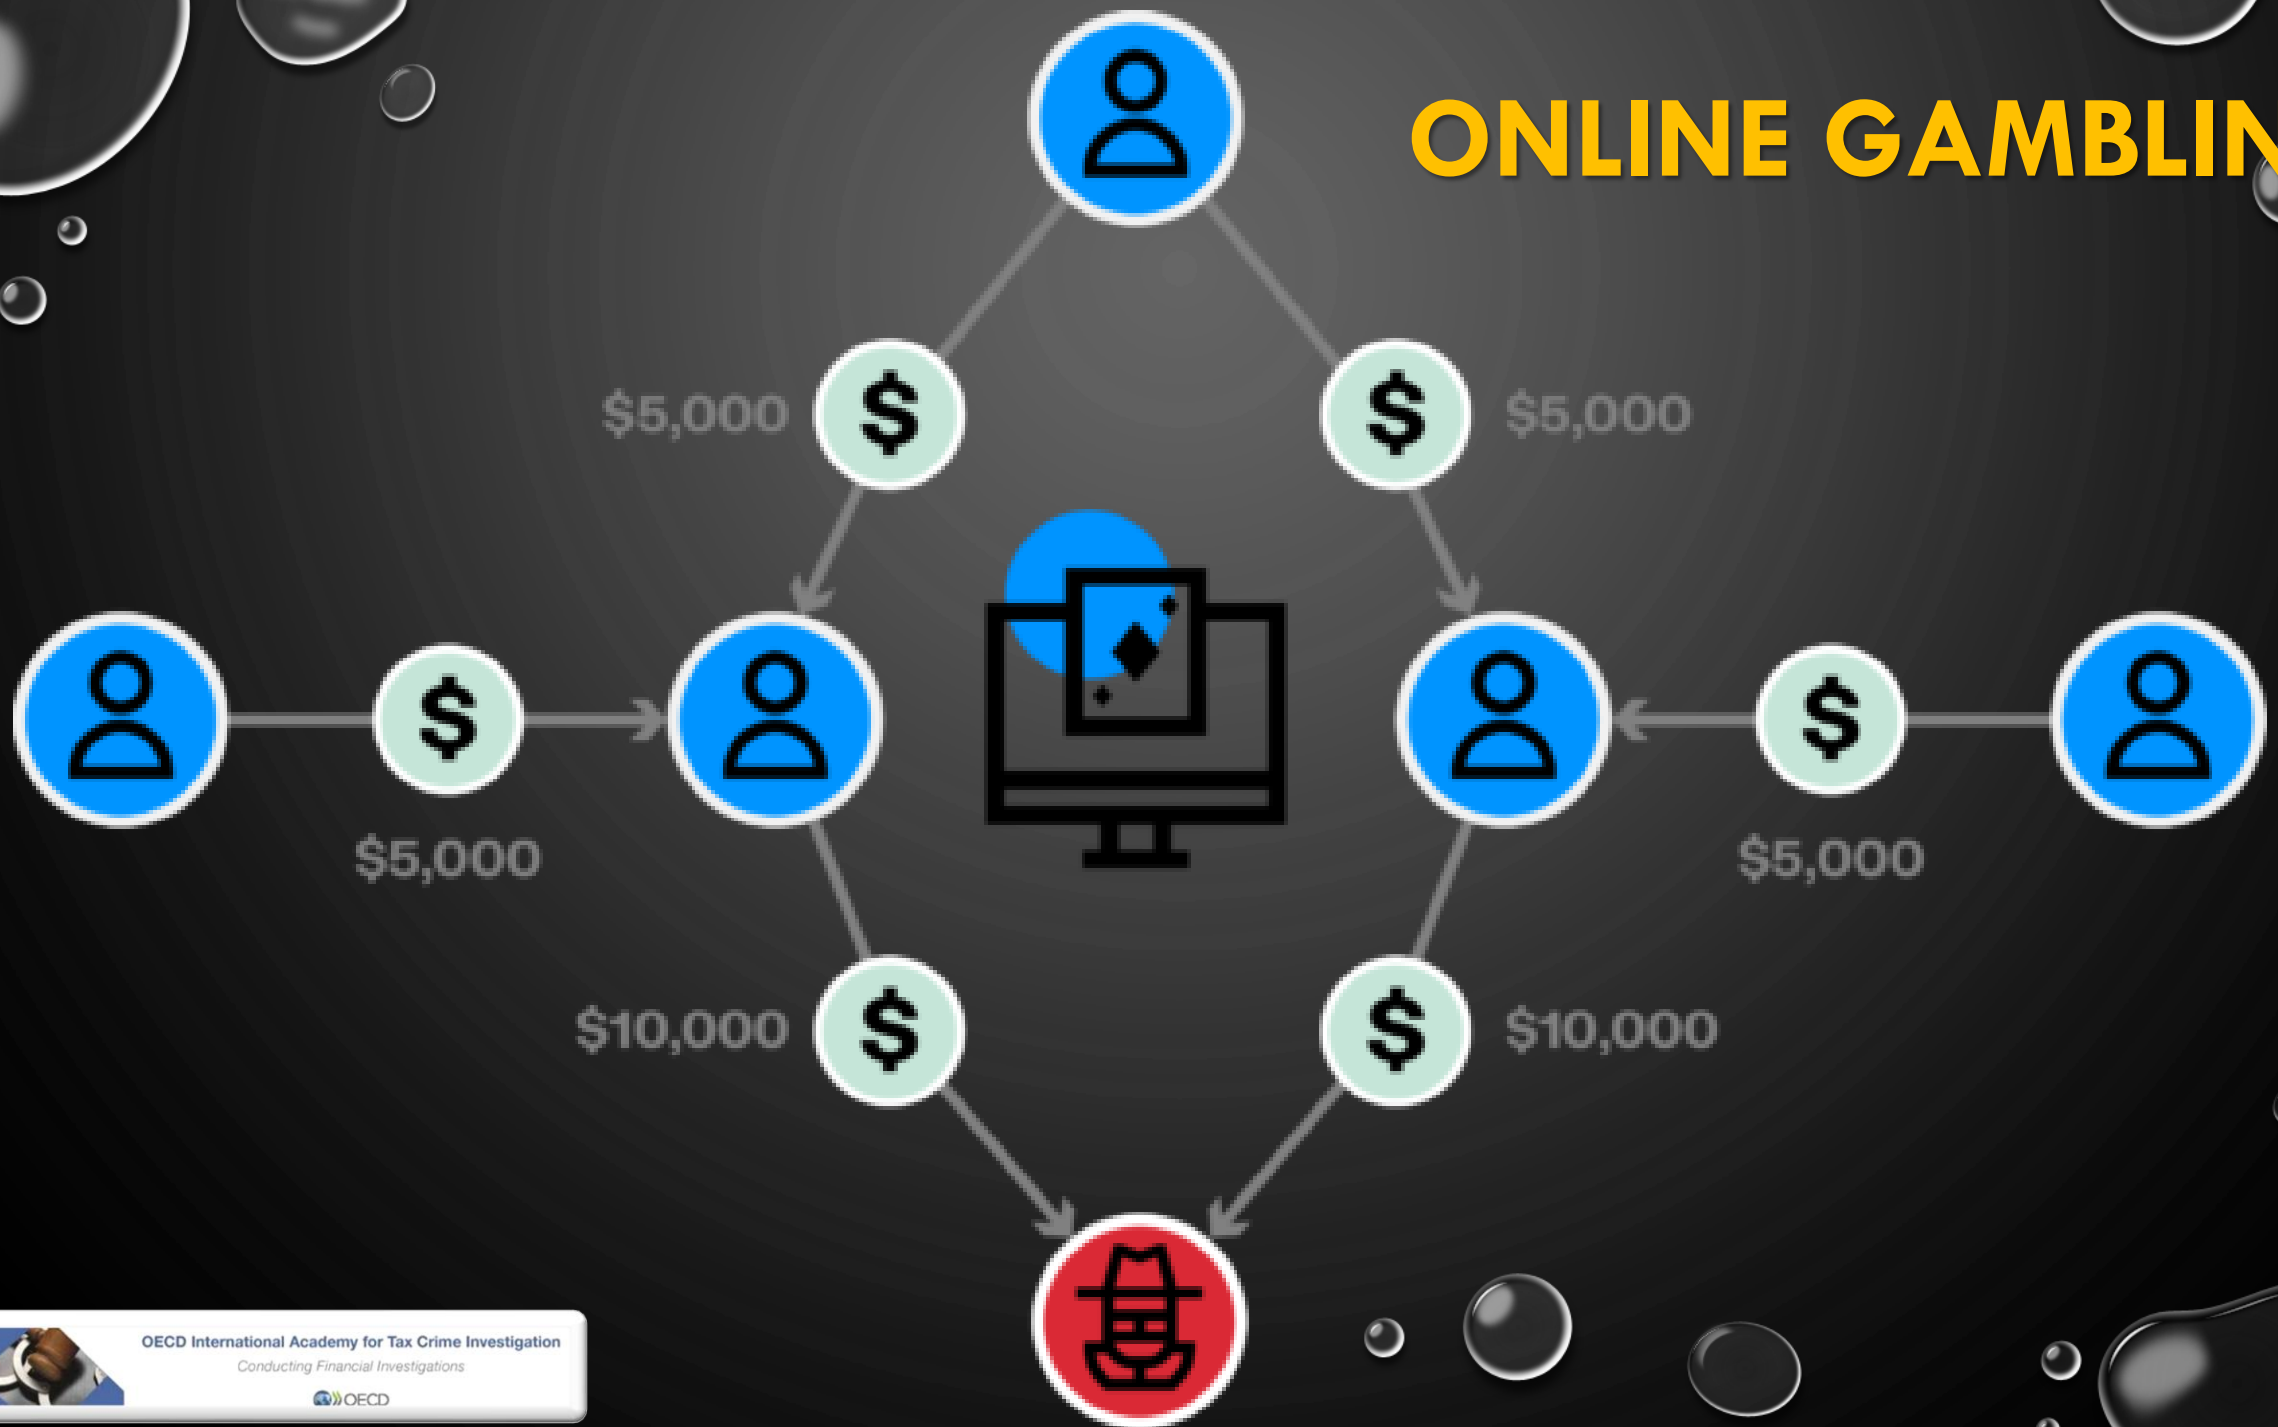 ONLINE GAMBLIN
$5,000
$5,000
$5,000
$5,000
$10,000
$10,000
OECD International Academy for Tax Crime Investigation
Conducting Financial Investigations
OECD